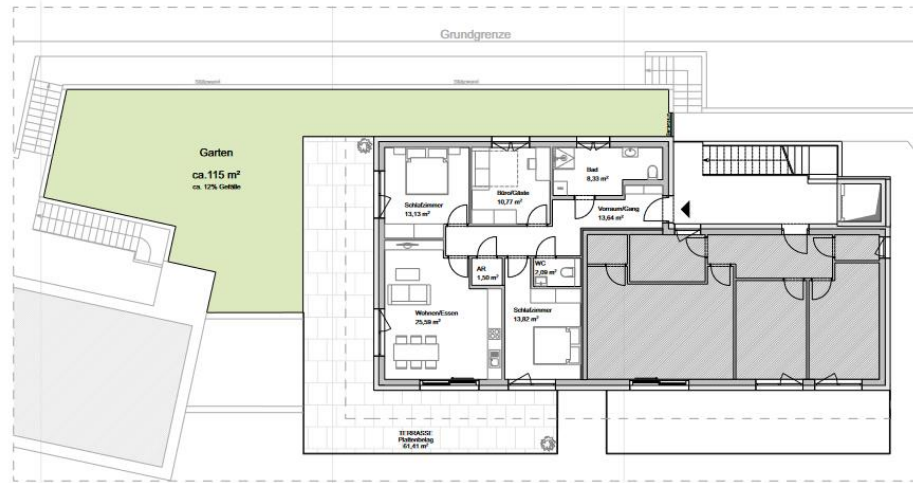 Grundgrenze
Garten
ca.115 m²
ca. 12% Gefälle
Schlafzimmer
13,13 m²
Büro/Gäste
10,77 m²
Bad
8,33 m²
Vorraum/Gang
13,64 m²
AR
1,50 m²
WC
2,09 m²
Wohnen/Essen
25,59 m²
Schlafzimmer
13,82 m²
TERRASSE
Plattenbelag
61,41 m²